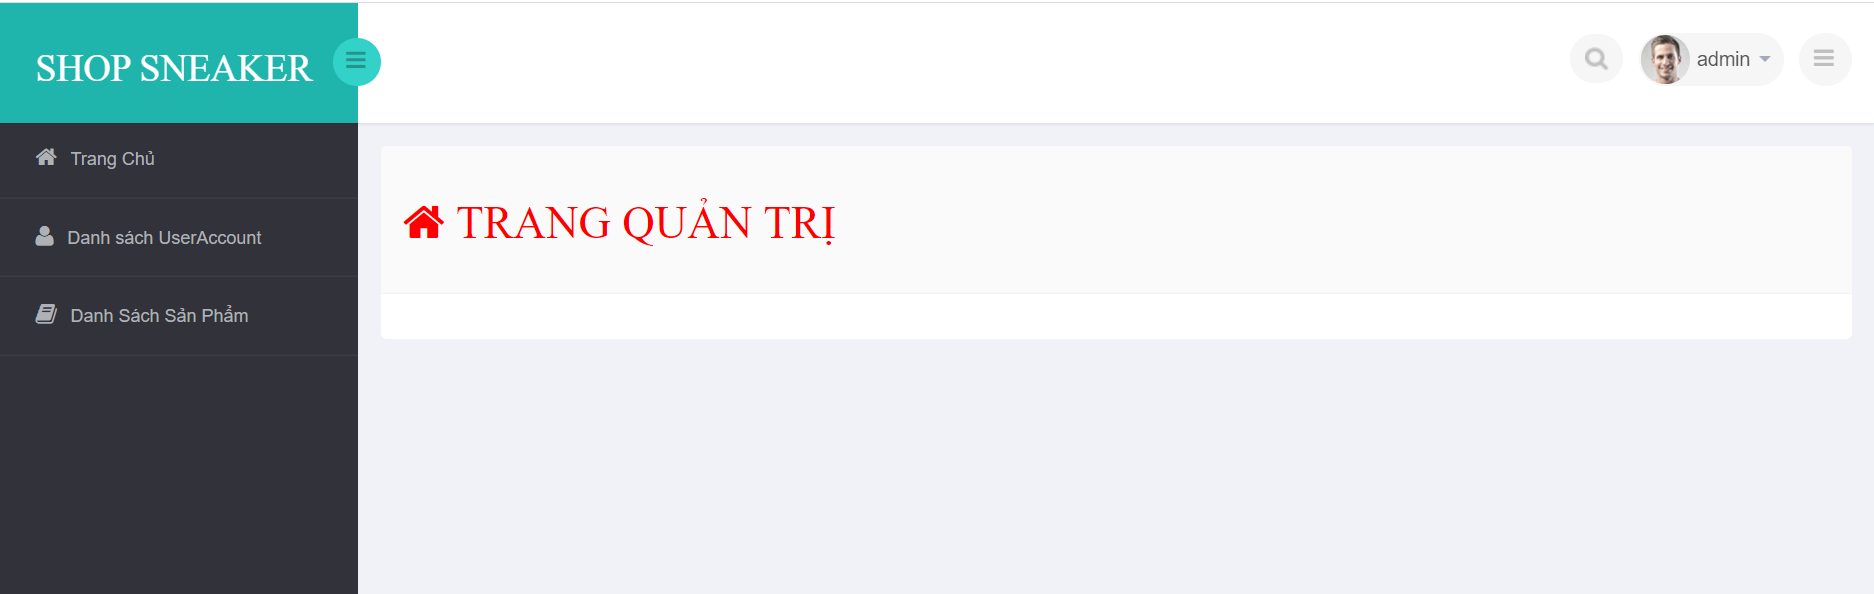 SHOP SNEAKER
admin
Trang Chủ
Danh sách UserAccount
Danh Sách Sản Phẩm
TRANG QUẢN TRỊ